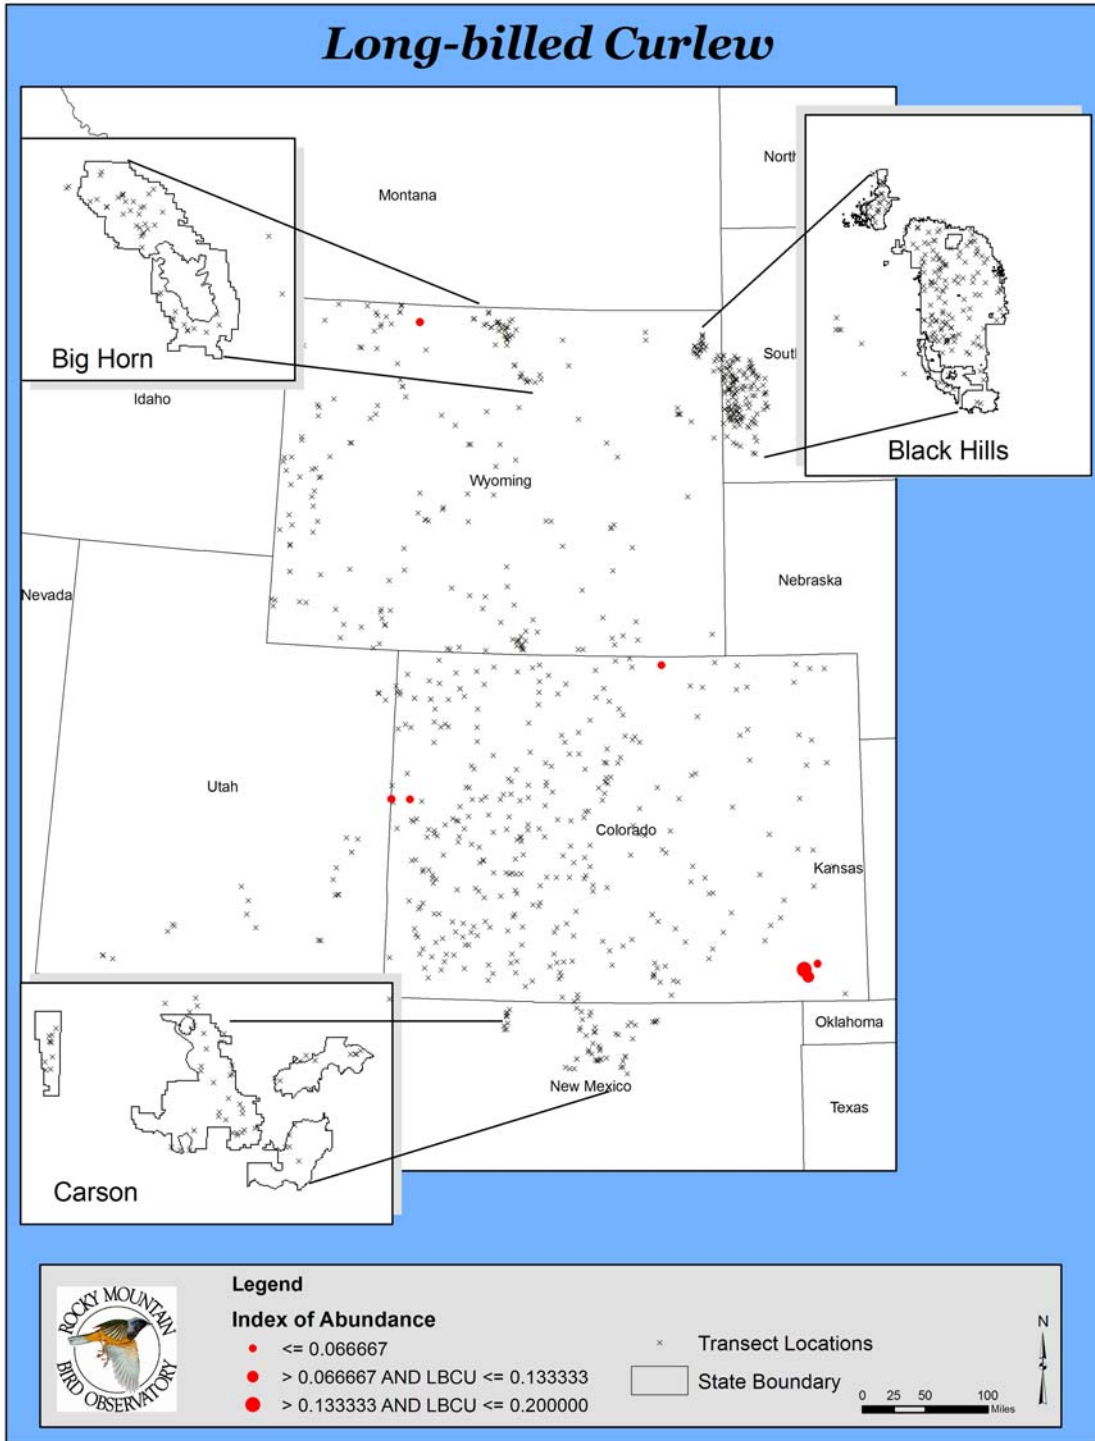 Long-billed Curlew
North
Montana
Big Horn
Idaho
South
Black Hills
Wyoming
Nebraska
Nevada
Utah
Colorado
Kansas
Oklahoma
New Mexico
Texas
Carson
ROCKY MOUNTAIN
BIRD OBSERVATORY
Legend
Index of Abundance
<= 0.066667
> 0.066667 AND LBCU <= 0.133333
> 0.133333 AND LBCU <= 0.200000
Transect Locations
State Boundary
N
0 25 50 100
Miles